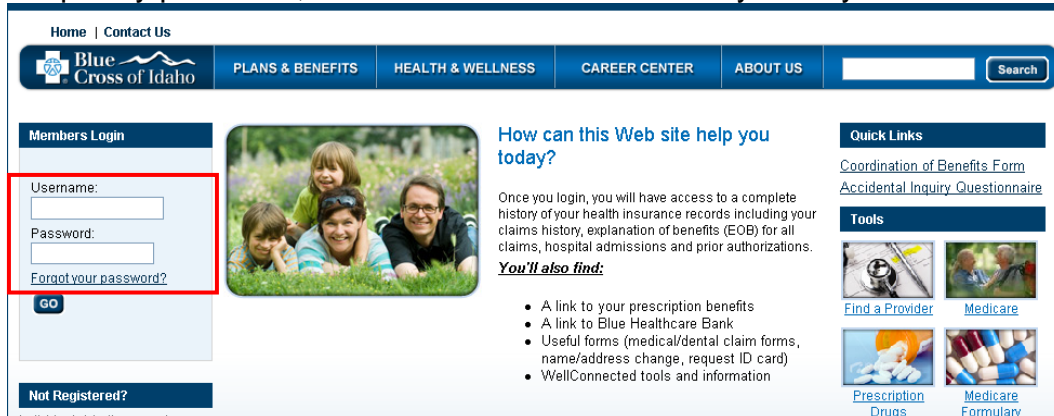 Home | Contact Us
Blue
Cross of Idaho
PLANS & BENEFITS
HEALTH & WELLNESS
CAREER CENTER
ABOUT US
Search
Members Login
Username:
Password:
Forgot your password?
GO
Not Registered?
How can this Web site help you
today?
Once you login, you will have access to a complete
history of your health insurance records including your
claims history, explanation of benefits (EOB) for all
claims, hospital admissions and prior authorizations.
You'll also find:
• A link to your prescription benefits
• A link to Blue Healthcare Bank
• Useful forms (medical/dental claim forms,
name/address change, request ID card)
• WellConnected tools and information
Quick Links
Coordination of Benefits Form
Accidental Inquiry Questionnaire
Tools
Find a Provider
Medicare
Prescription
Drugs
Medicare
Formulary